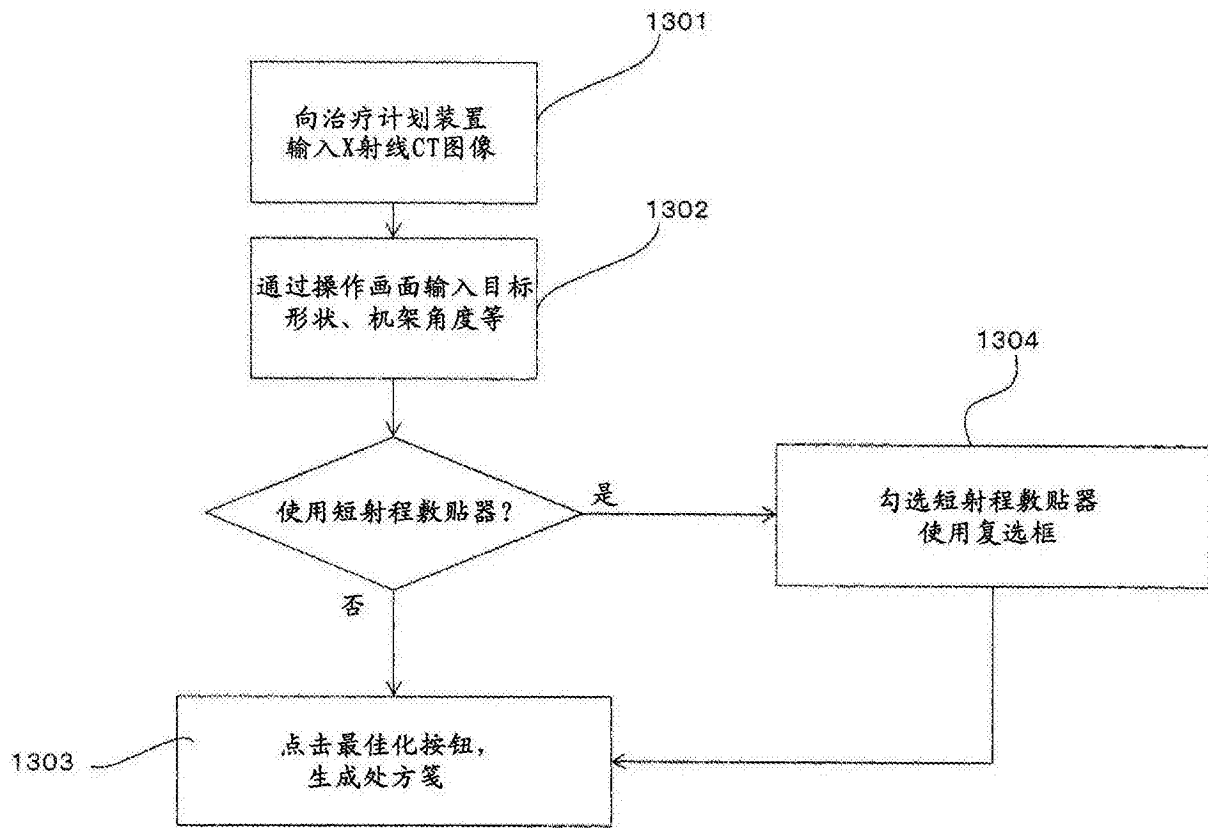 1301
向治疗计划装置
输入X射线CT图像
1302
通过操作画面输入目标
形状、机架角度等
1304
使用短射程敷贴器?
是
勾选短射程敷贴器
使用复选框
否
1303
点击最佳化按钮,
生成处方笺